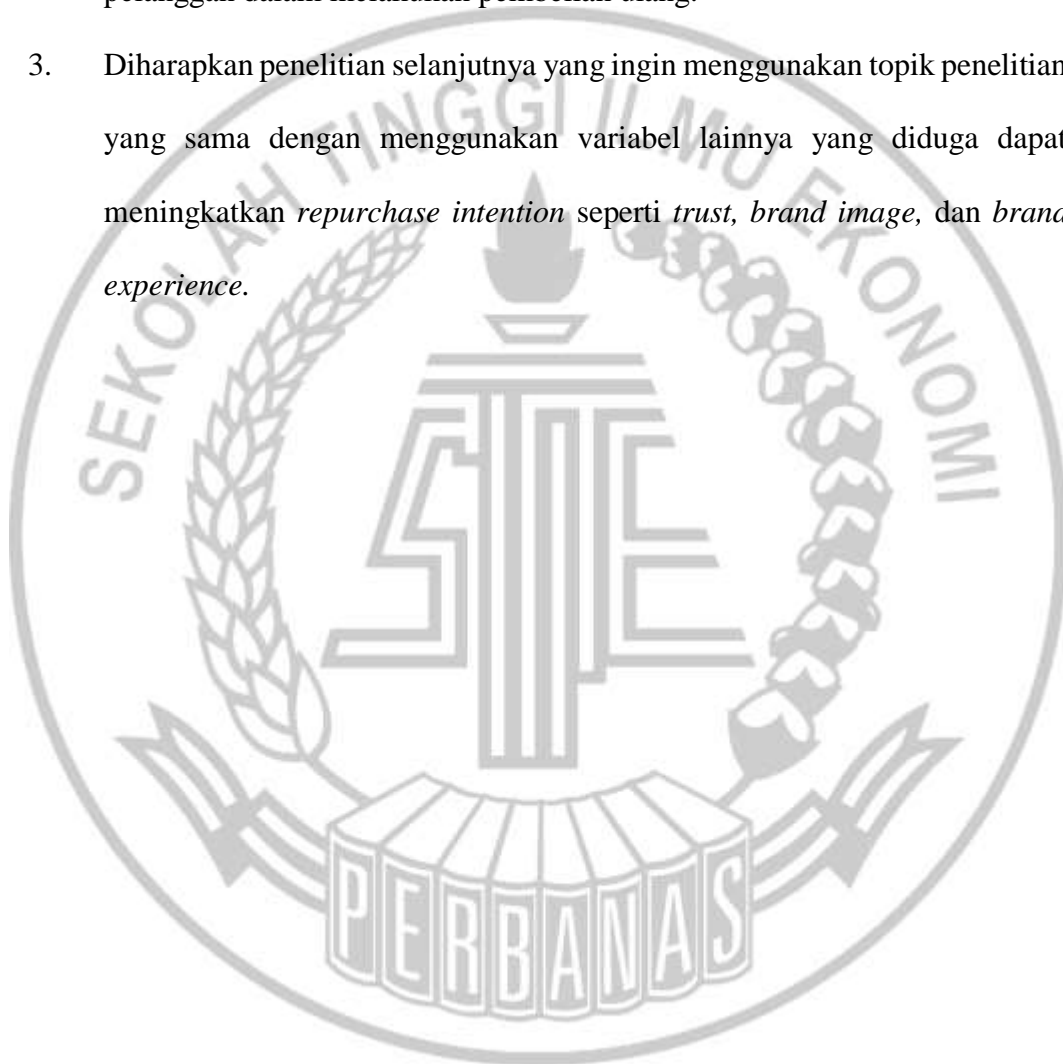 pelanggan dalam melakukan pembelian ulang.
3. Diharapkan penelitian selanjutnya yang ingin menggunakan topik penelitian
yang sama dengan menggunakan variabel lainnya yang diduga dapat
meningkatkan repurchase intention seperti trust, brand image, dan brand
experience.
SEKOLAH TINGGI ILMU EKONOMI
STIE
PERBANAS